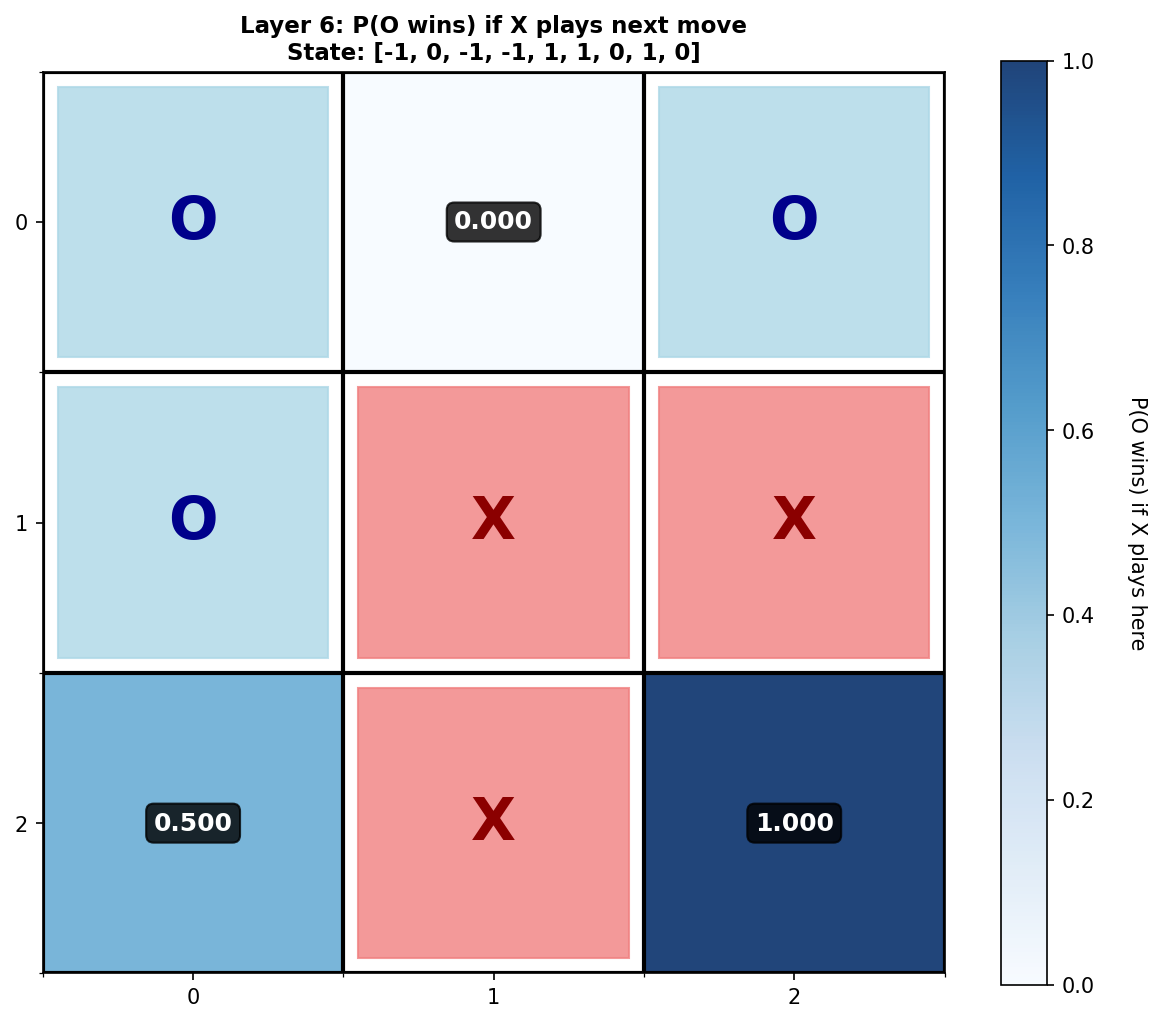 Layer 6: P(O wins) if X plays next move
State: [-1, 0, -1, -1, 1, 1, 0, 1, 0]
0
O
0.000
O
1
O
X
X
2
0.500
X
1.000
0
1
2
1.0
0.8
0.6
0.4
0.2
0.0
P(O wins) if X plays here